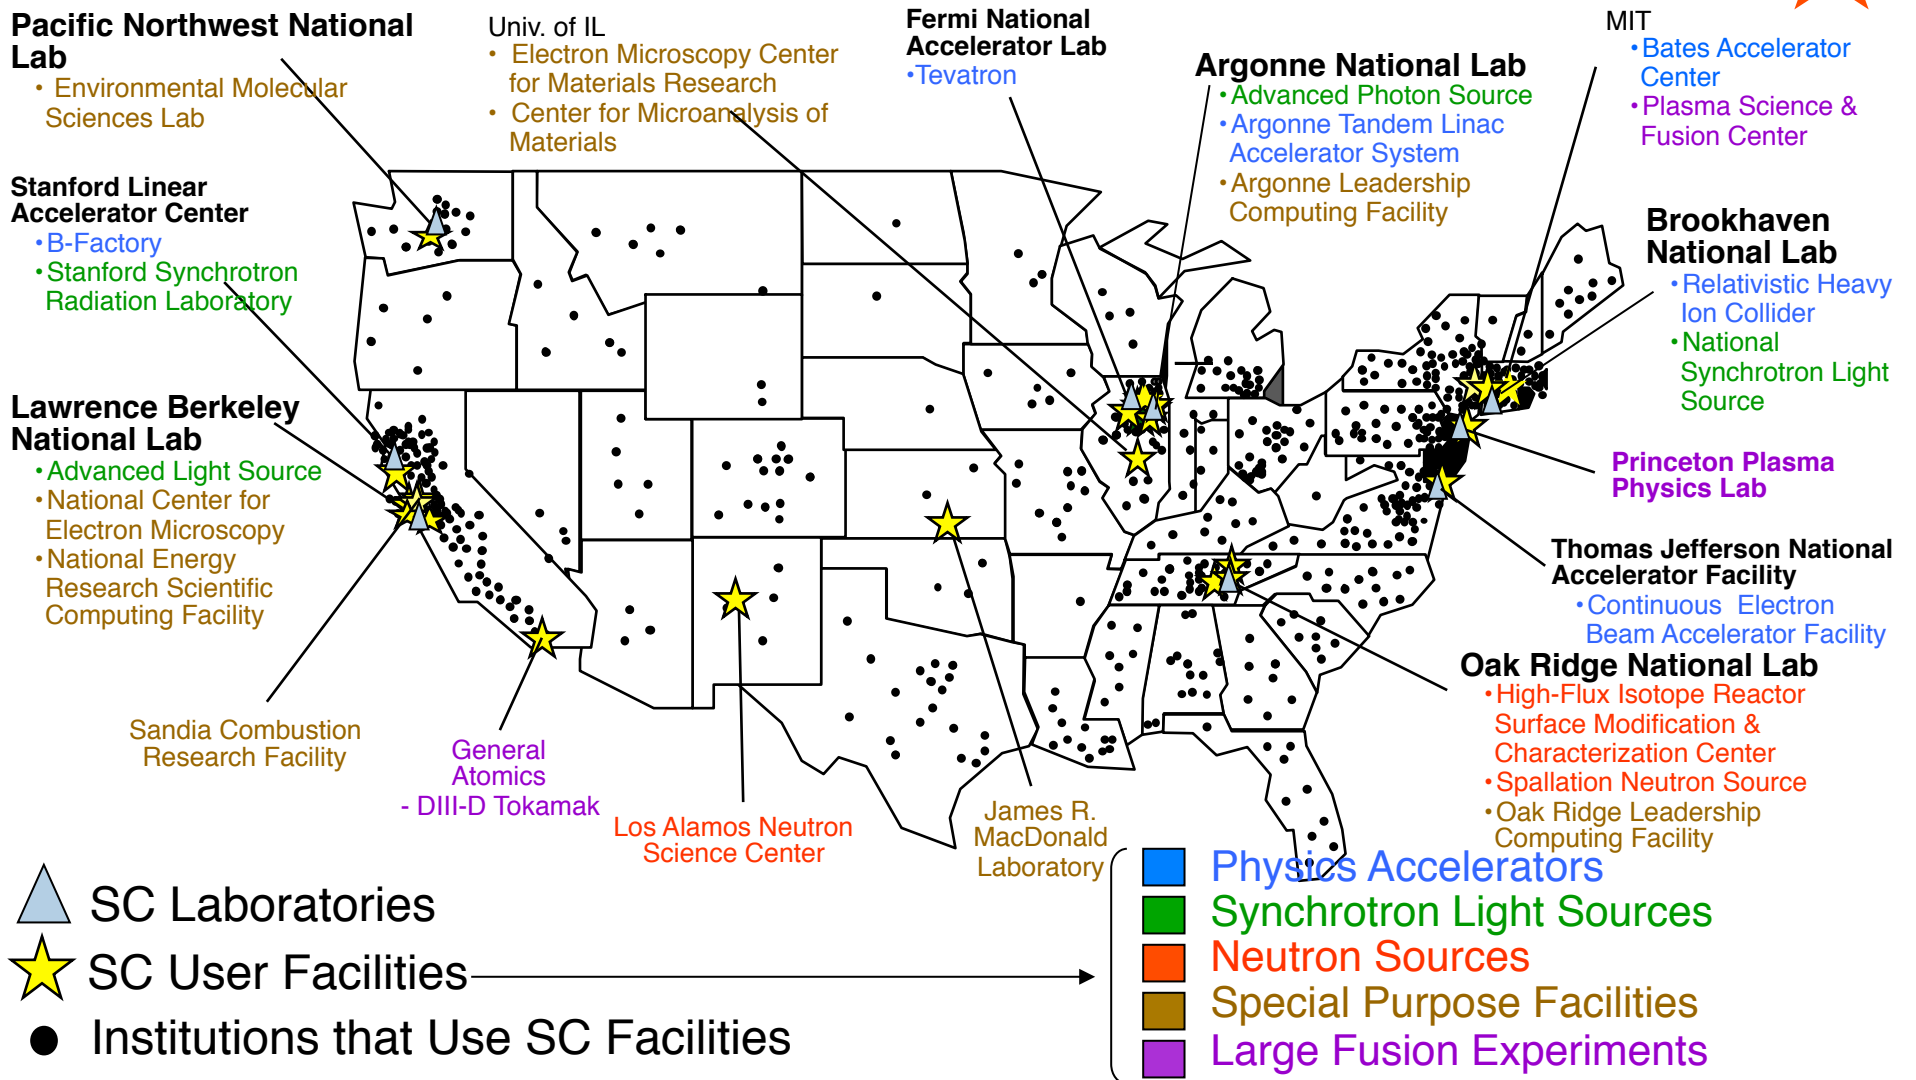 Pacific Northwest National
Lab
• Environmental Molecular
Sciences Lab
Univ. of IL
• Electron Microscopy Center
for Materials Research
• Center for Microanalysis of
Materials
Fermi National
Accelerator Lab
•Tevatron
Argonne National Lab
•Advanced Photon Source
•Argonne Tandem Linac
Accelerator System
•Argonne Leadership
Computing Facility
MIT
•Bates Accelerator
Center
•Plasma Science &
Fusion Center
Stanford Linear
Accelerator Center
•B-Factory
•Stanford Synchrotron
Radiation Laboratory
Brookhaven
National Lab
•Relativistic Heavy
Ion Collider
•National
Synchrotron Light
Source
Lawrence Berkeley
National Lab
•Advanced Light Source
•National Center for
Electron Microscopy
•National Energy
Research Scientific
Computing Facility
Princeton Plasma
Physics Lab
Thomas Jefferson National
Accelerator Facility
•Continuous Electron
Beam Accelerator Facility
Oak Ridge National Lab
•High-Flux Isotope Reactor
Surface Modification &
Characterization Center
•Spallation Neutron Source
•Oak Ridge Leadership
Computing Facility
Sandia Combustion
Research Facility
General
Atomics
- DIII-D Tokamak
Los Alamos Neutron
Science Center
James R.
MacDonald
Laboratory
SC Laboratories
SC User Facilities
Institutions that Use SC Facilities
Physics Accelerators
Synchrotron Light Sources
Neutron Sources
Special Purpose Facilities
Large Fusion Experiments